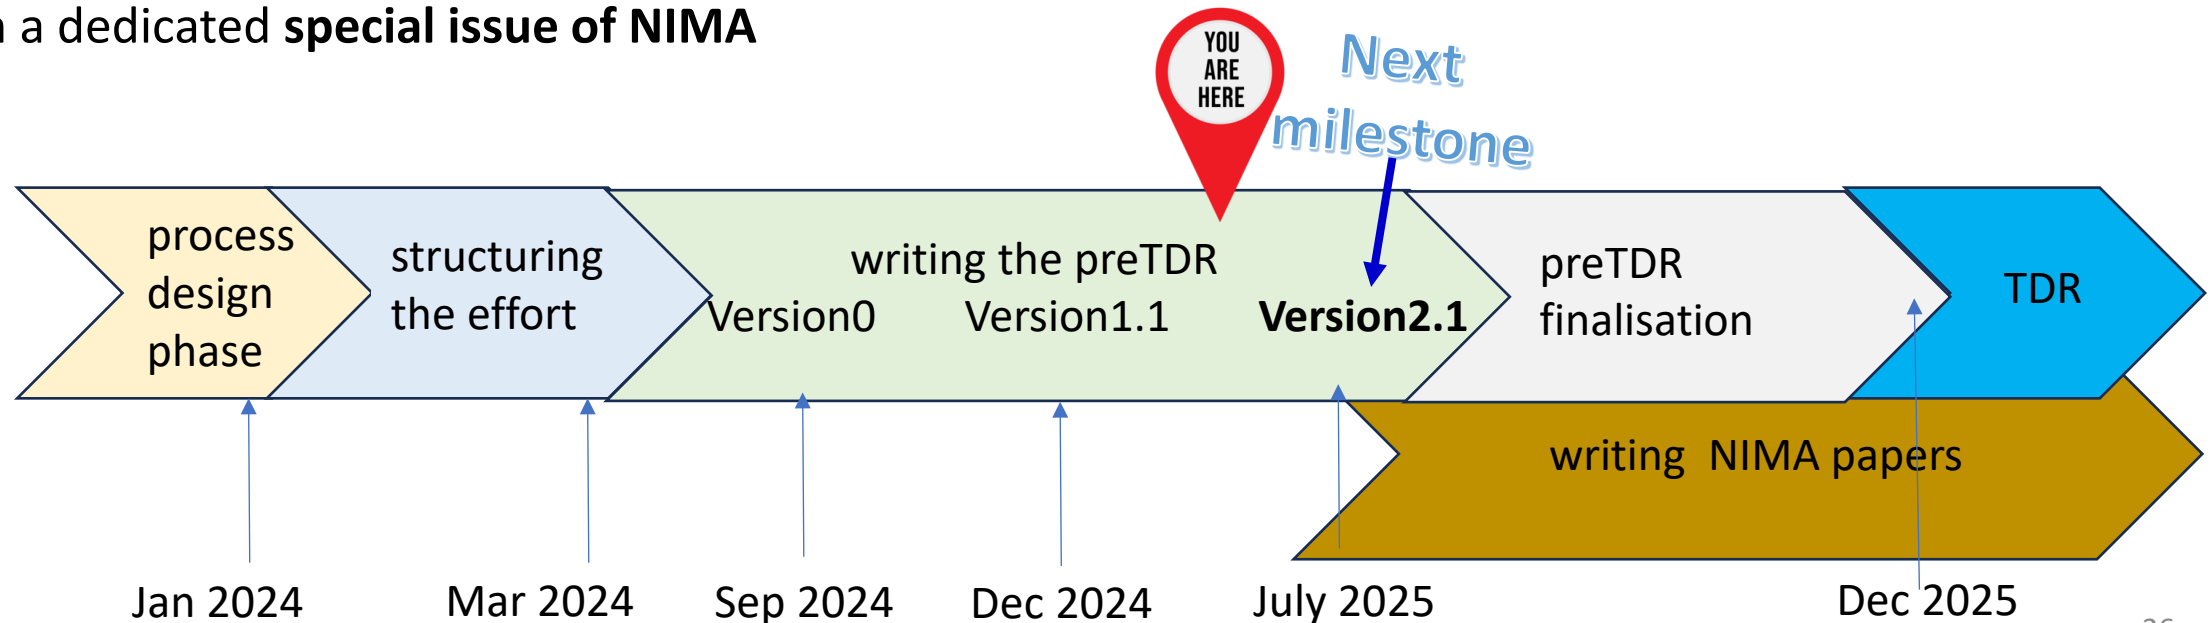 a dedicated special issue of NIMA
YOU
ARE
HERE
Next
milestone
process
design
phase
structuring
the effort
writing the preTDR
Version0 Version1.1 Version2.1
preTDR
finalisation
TDR
writing NIMA papers
Jan 2024 Mar 2024 Sep 2024 Dec 2024 July 2025 Dec 2025